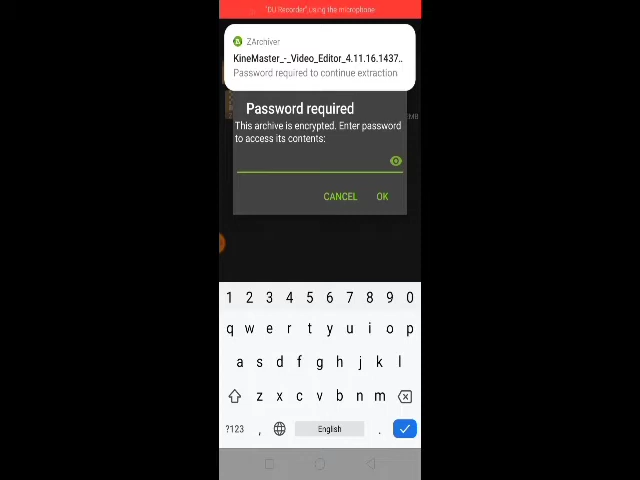 "DU Recorder".Using the microphone
ZArchiver
KineMaster_-_Video_Editor_4.11.16.1437..
Password required to continue extraction
Password required
This archive is encrypted. Enter password
to access its contents:
CANCEL OK
1 2 3 4 5 6 7 8 9 0
q w e r t y u i o p
a s d f g h j k l
z x c v b n m
?123 , English .